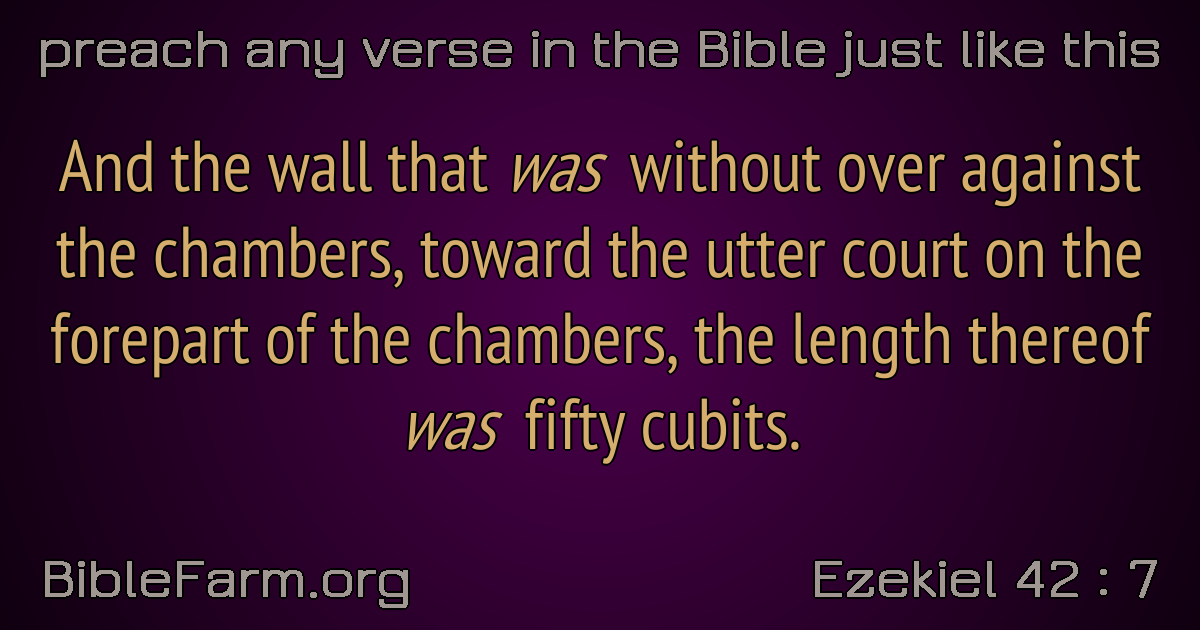 preach any verse in the Bible just like this
And the wall that was without over against
the chambers, toward the utter court on the
forepart of the chambers, the length thereof
was fifty cubits.
BibleFarm.org
Ezekiel 42 : 7